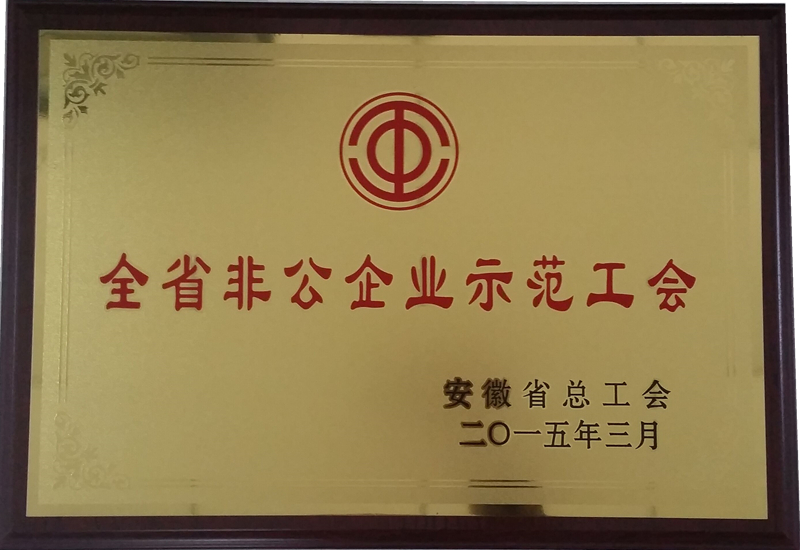 全省非公企业示范工会
安徽省总工会
二〇一五年三月